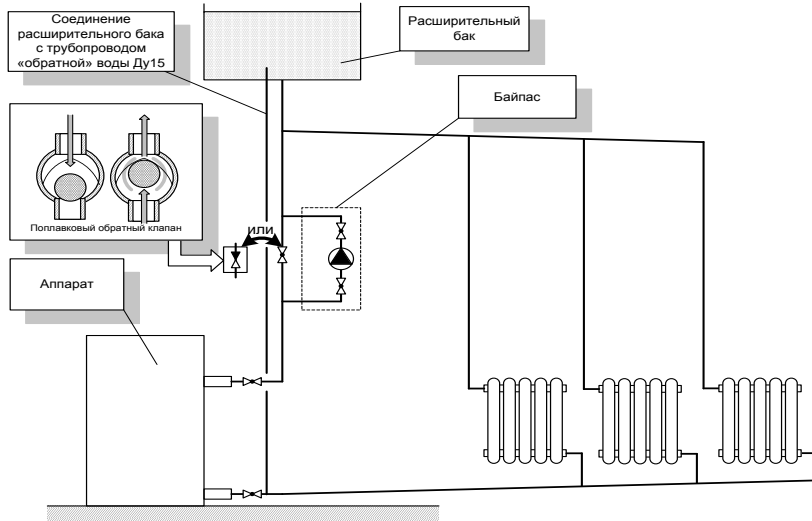 Соединение
расширительного бака
с трубопроводом
«обратной» воды Ду15
Расширительный
бак
Байпас
Поплавковый обратный клапан
или
Аппарат